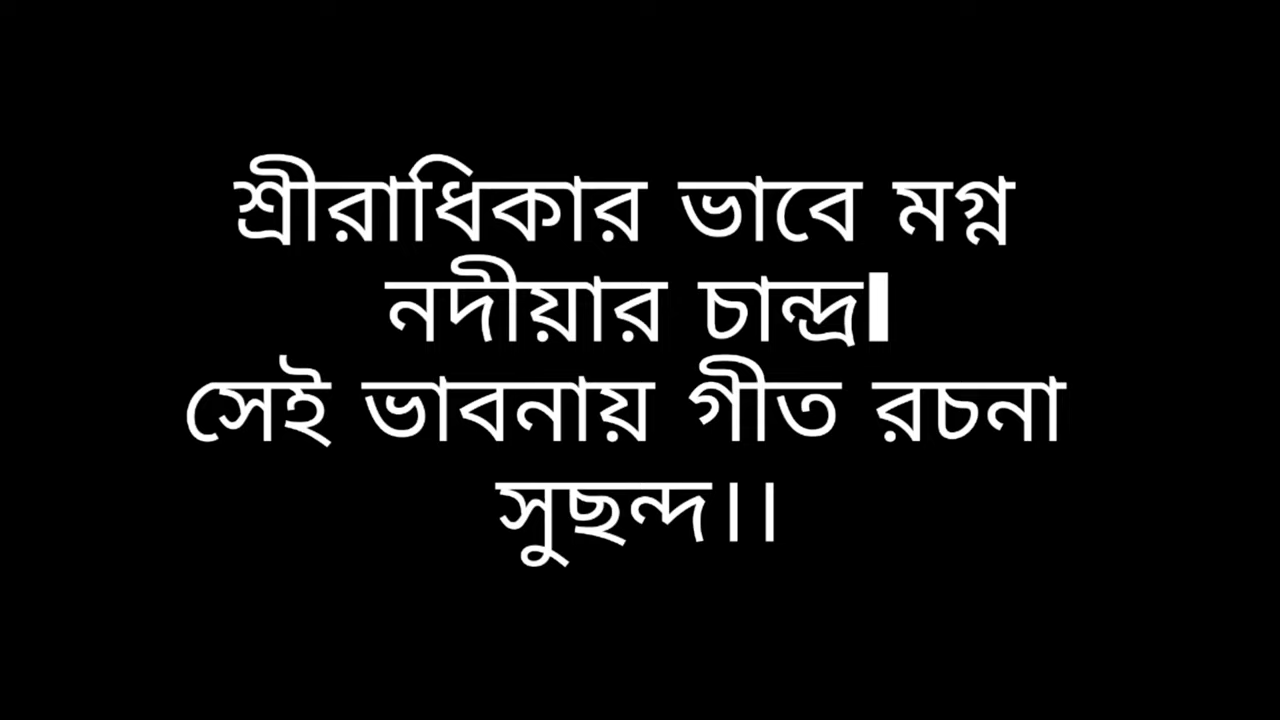 শ্রীরাধিকার ভাবে মগ্ন
নদীয়ার চান্দ্র।
সেই ভাবনায় গীত রচনা
সুছন্দ।।